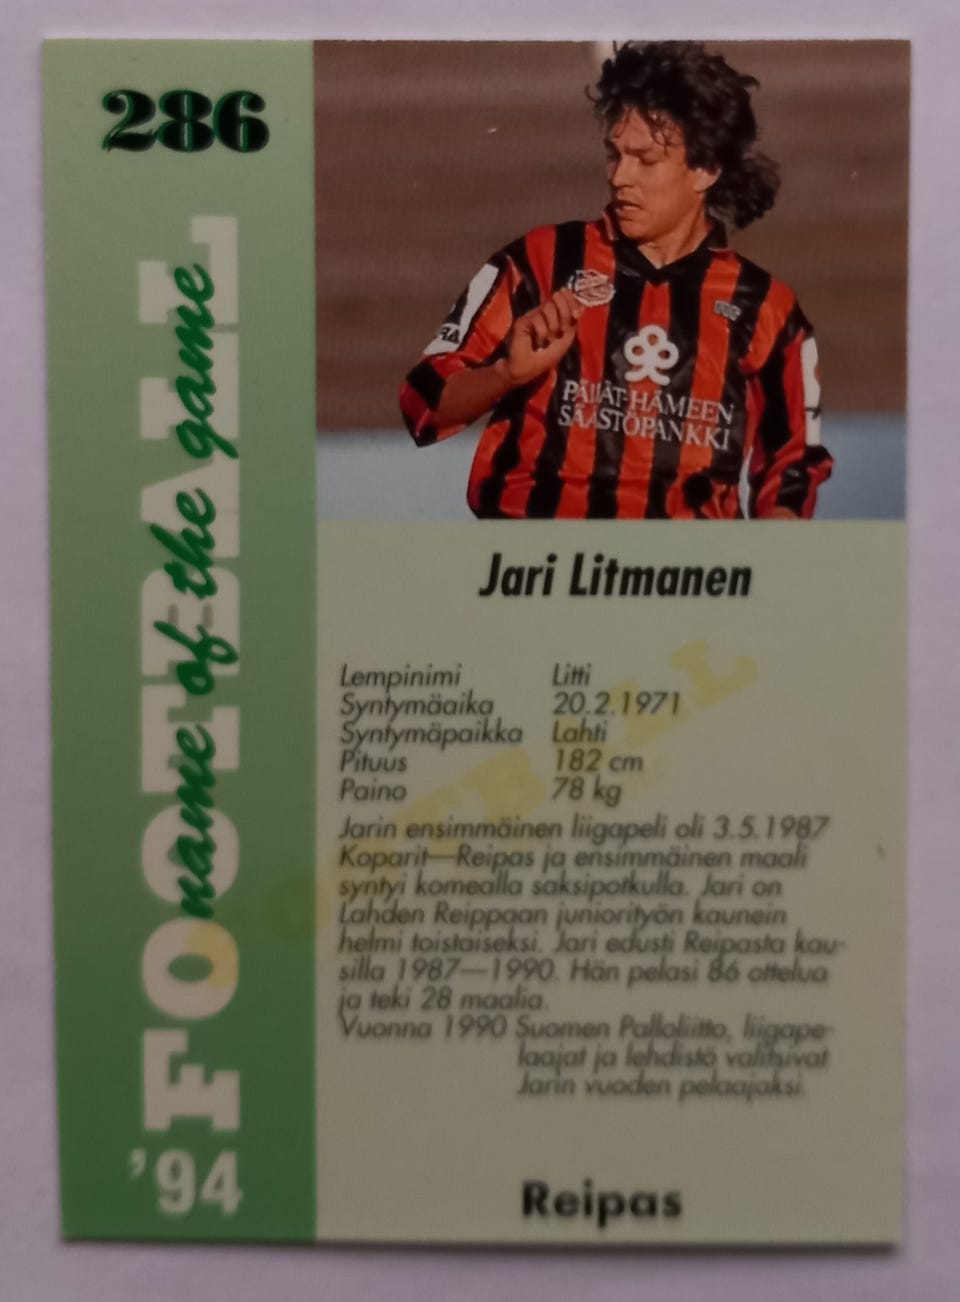 286
FOOTBALL
name of the game
'94
PÄIJÄT-HÄMEEN
SÄÄSTÖPANKKI
Jari Litmanen
Lempinimi Litti
Syntymäaika 20.2.1971
Syntymäpaikka Lahti
Pituus 182 cm
Paino 78 kg
FOOTBALL
Jarin ensimmäinen liigapeli oli 3.5.1987
Koparit—Reipas ja ensimmäinen maali
syntyi komealla saksipotkulla. Jari on
Lahden Reippaan juniorityön kaunein
helmi toistaiseksi. Jari edusti Reipasta kau-
silla 1987—1990. Hän pelasi 86 ottelua
ja teki 28 maalia.
Vuonna 1990 Suomen Palloliitto, liigape-
laajat ja lehdistö valitsivat
Jarin vuoden pelaajaksi.
Reipas